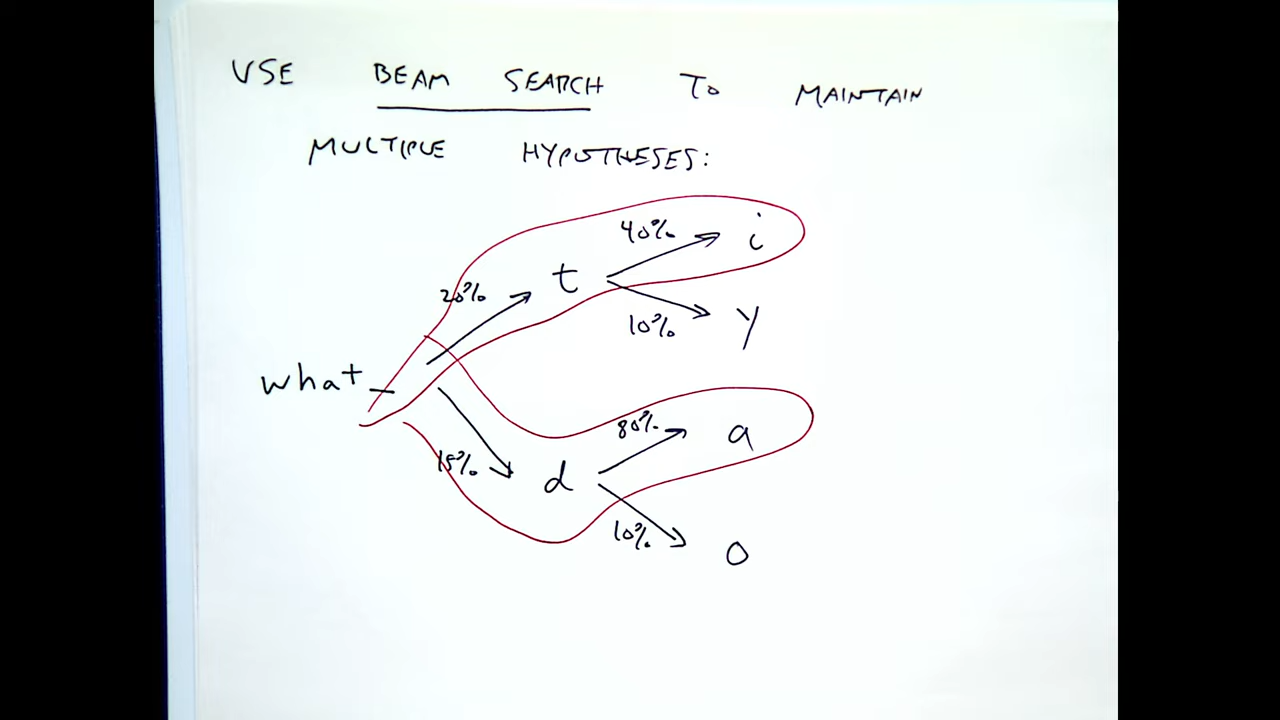 USE BEAM SEARCH TO MAINTAIN
MULTIPLE HYPOTHESES:
40% i
20% t
10% y
what_
80% a
15% d
10% o